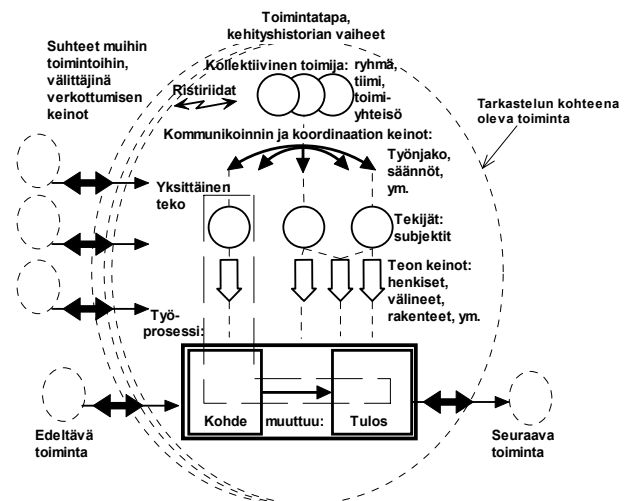 Toimintatapa,
kehityshistorian vaiheet
Suhteet muihin
toimintoihin,
välittäjinä
verkottumisen
keinot
Ristiriidat
Kollektiivinen toimija: ryhmä,
tiimi,
toimi-
yhteisö
Tarkastelun kohteena
oleva toiminta
Kommunikoinnin ja koordinaation keinot:
Työnjako,
säännöt,
ym.
Yksittäinen
teko
Tekijät:
subjektit
Teon keinot:
henkiset,
välineet,
rakenteet, ym.
Työ-
prosessi:
Kohde muuttuu: Tulos
Edeltävä
toiminta
Seuraava
toiminta